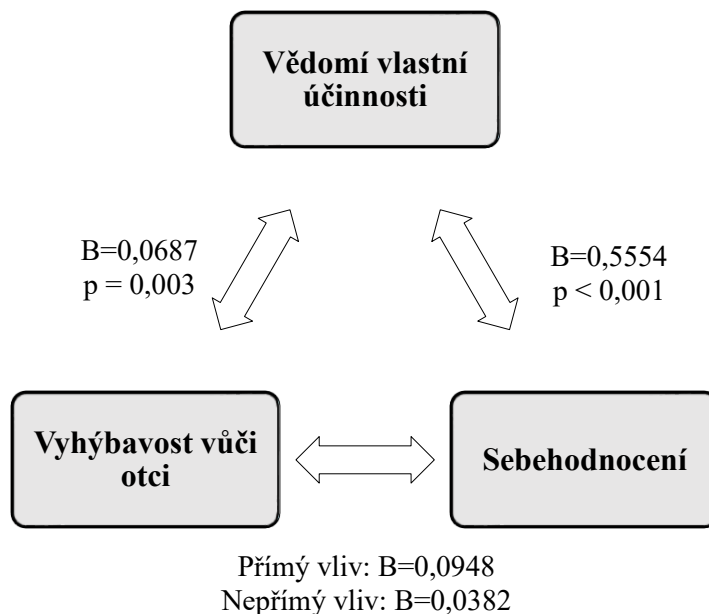 Vědomí vlastní
účinnosti
B=0,0687
p = 0,003
B=0,5554
p < 0,001
Vyhýbavost vůči
otci
Sebehodnocení
Přímý vliv: B=0,0948
Nepřímý vliv: B=0,0382